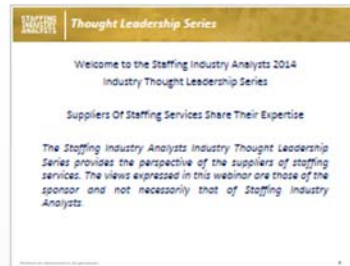 STAFFING
INDUSTRY
ANALYSTS
Thought Leadership Series
Welcome to the Staffing Industry Analysts 2014
Industry Thought Leadership Series
Suppliers Of Staffing Services Share Their Expertise
The Staffing Industry Analysts Industry Thought Leadership
Series provides the perspective of the suppliers of staffing
services. The views expressed in this webinar are those of the
sponsor and not necessarily that of Staffing Industry
Analysts.